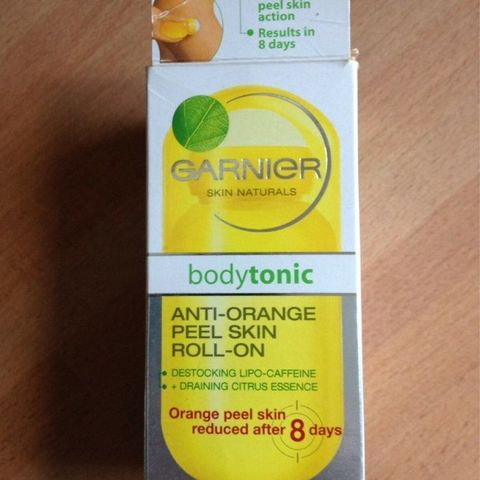 peel skin
action
• Results in
8 days
GARNIER
SKIN NATURALS
bodytonic
ANTI-ORANGE
PEEL SKIN
ROLL-ON
• DESTOCKING LIPO-CAFFEINE
• + DRAINING CITRUS ESSENCE
Orange peel skin
reduced after 8 days